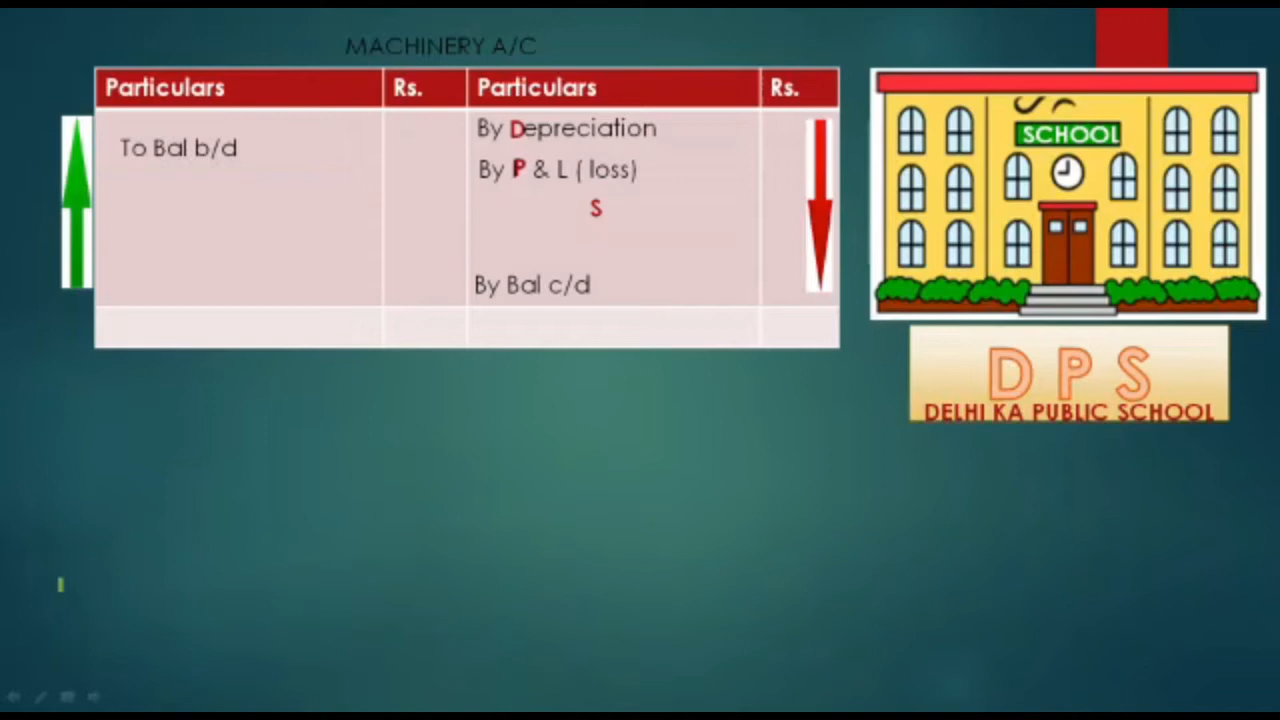 MACHINERY A/C
Particulars Rs. Particulars Rs.
To Bal b/d
By Depreciation
By P & L ( loss)
S
By Bal c/d
SCHOOL
D P S
DELHI KA PUBLIC SCHOOL